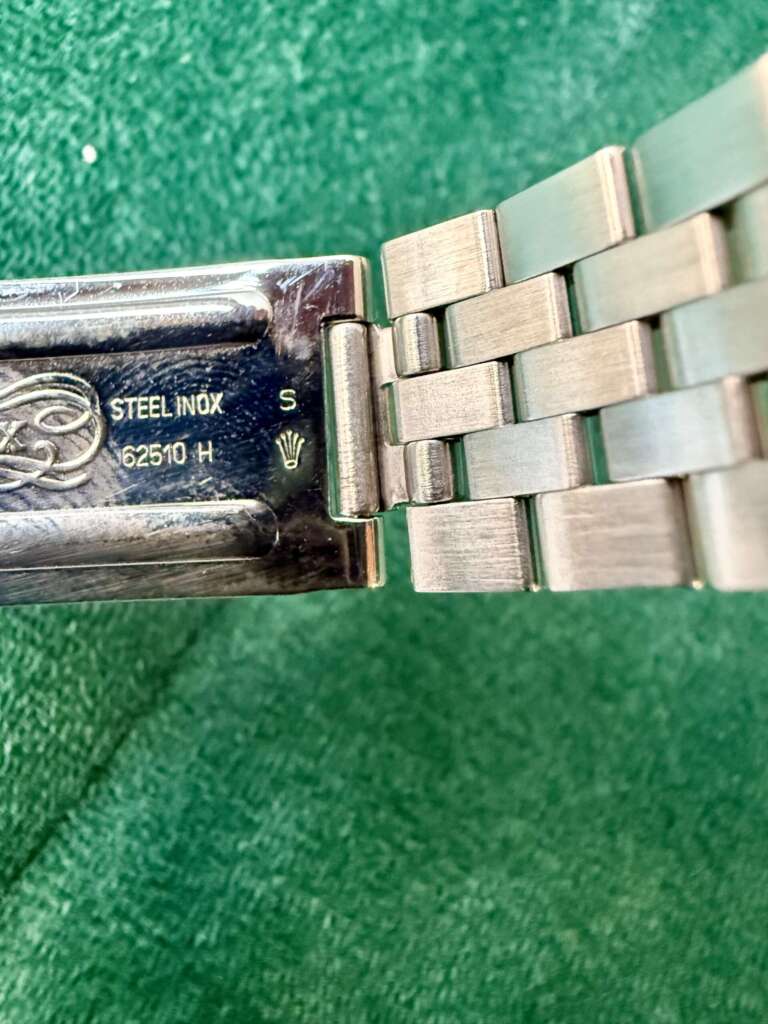 STEEL INOX S
62510 H